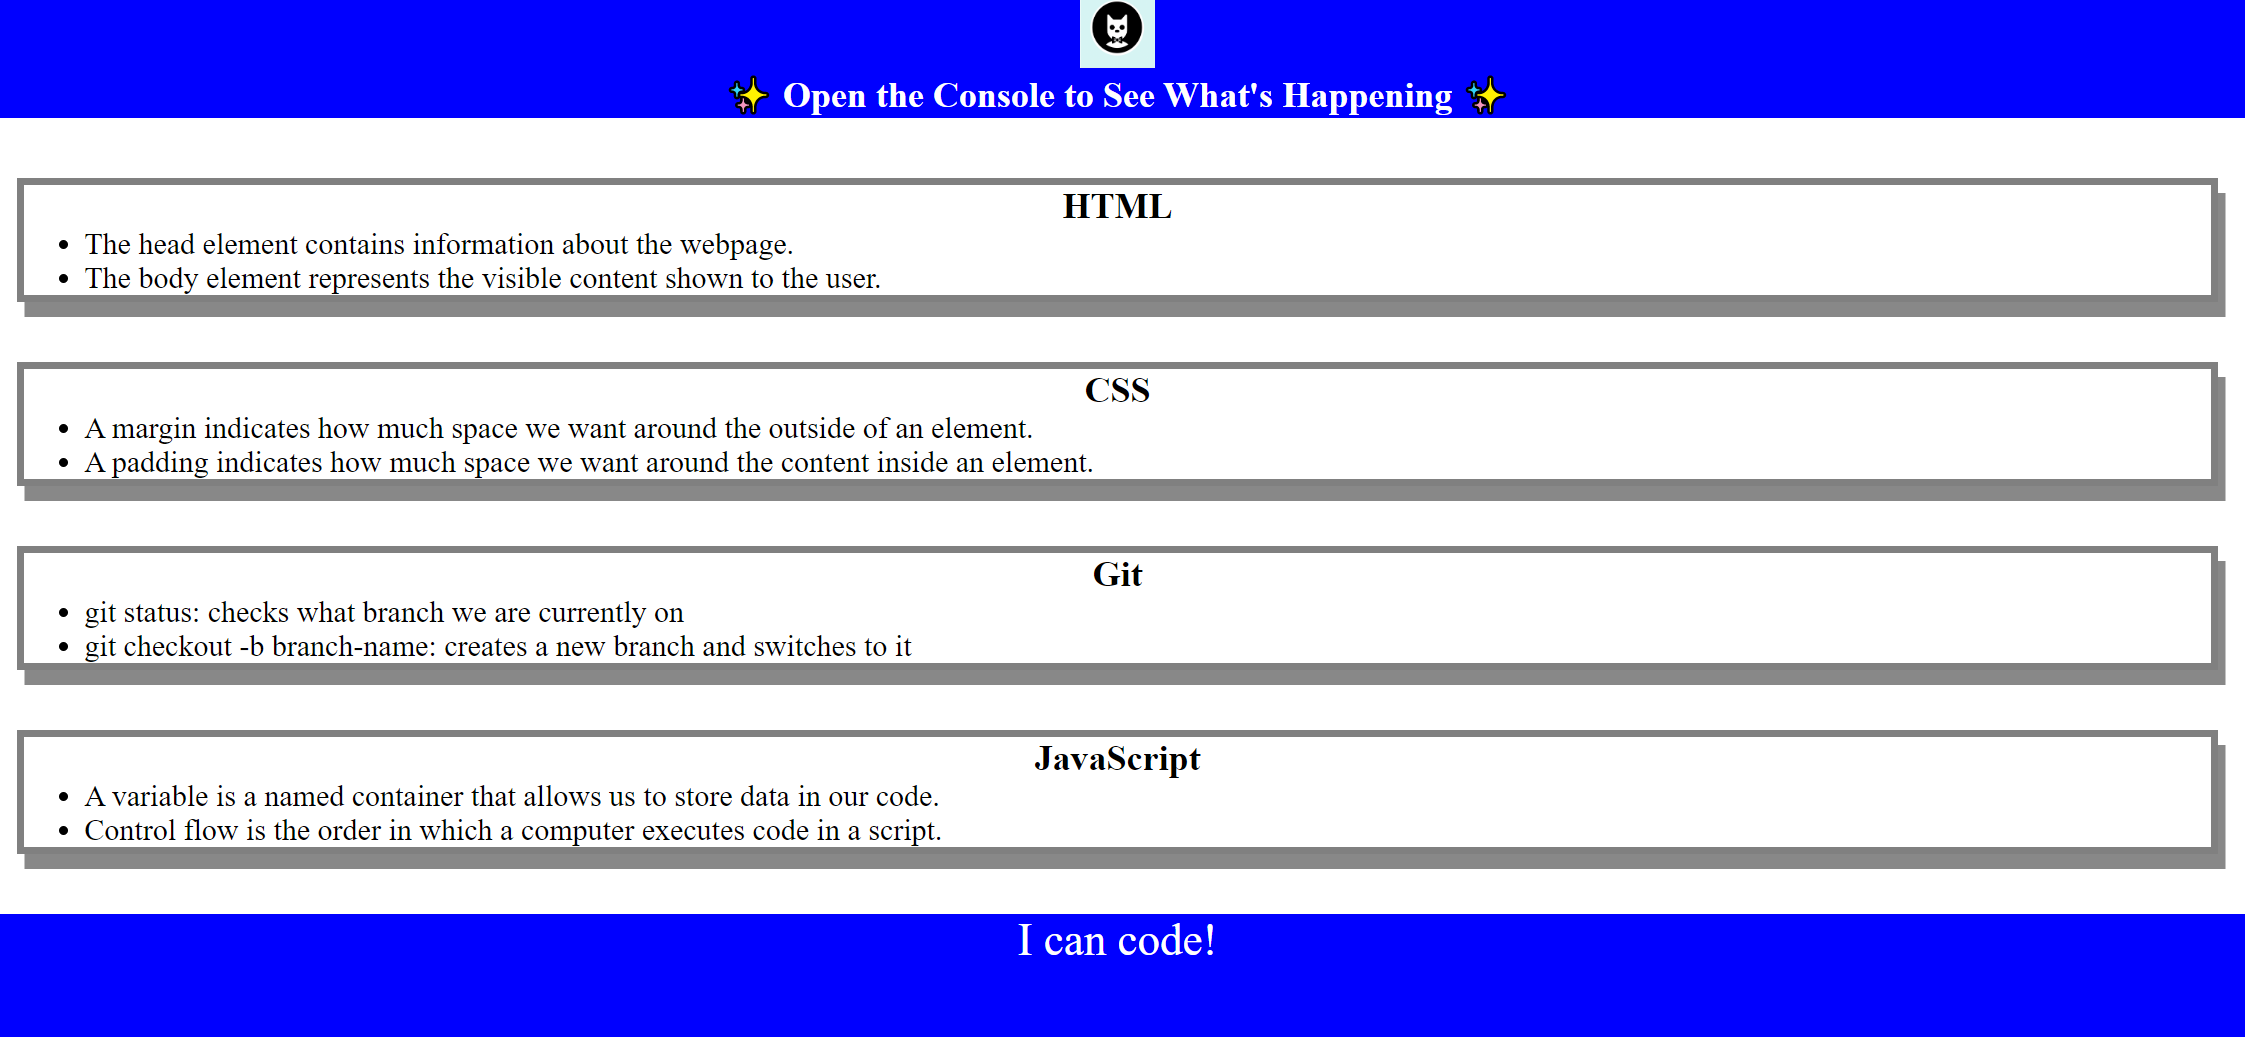 ✨ Open the Console to See What's Happening ✨
HTML
• The head element contains information about the webpage.
• The body element represents the visible content shown to the user.
CSS
• A margin indicates how much space we want around the outside of an element.
• A padding indicates how much space we want around the content inside an element.
Git
• git status: checks what branch we are currently on
• git checkout -b branch-name: creates a new branch and switches to it
JavaScript
• A variable is a named container that allows us to store data in our code.
• Control flow is the order in which a computer executes code in a script.
I can code!